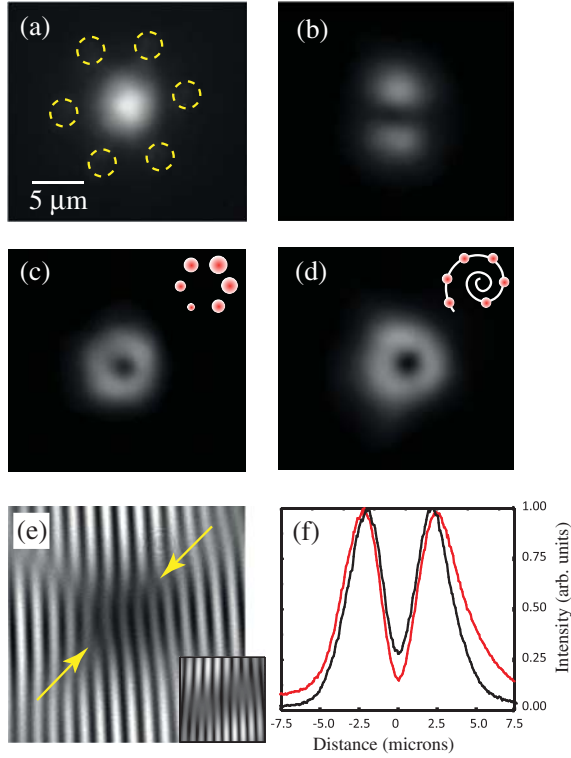 (a)
5 μm
(b)
(c)
(d)
(e)
(f)
1.00
0.75
0.50
0.25
0.00
Intensity (arb. units)
-7.5
-5.0
-2.5
0
2.5
5.0
7.5
Distance (microns)